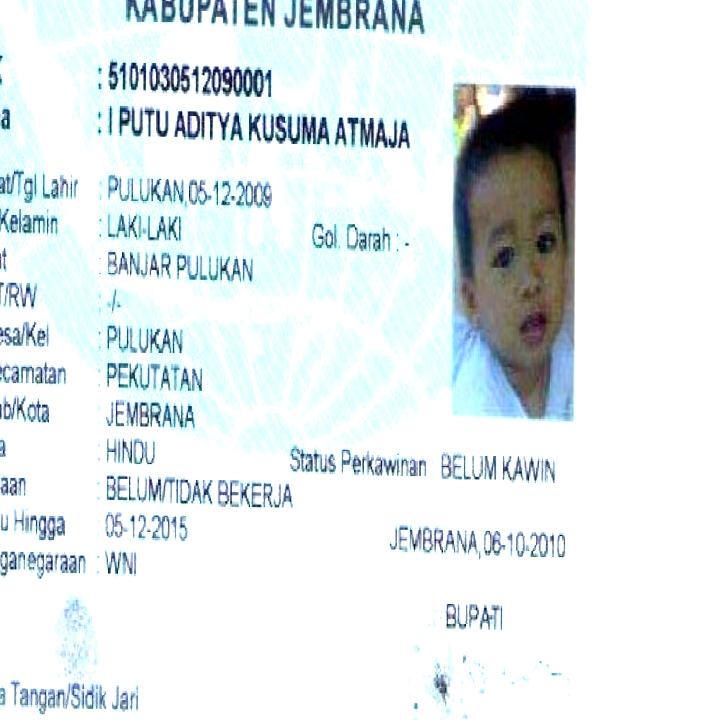 KABUPATEN JEMBRANA
: 5101030512090001
a : I PUTU ADITYA KUSUMA ATMAJA
at/Tgl Lahir : PULUKAN,05-12-2009
Kelamin : LAKI-LAKI Gol. Darah : -
t : BANJAR PULUKAN
T/RW : -/-
esa/Kel : PULUKAN
ecamatan : PEKUTATAN
ab/Kota JEMBRANA
a : HINDU Status Perkawinan BELUM KAWIN
aan : BELUM/TIDAK BEKERJA
u Hingga 05-12-2015
JEMBRANA,06-10-2010
ganegaraan : WNI
BUPATI
a Tangan/Sidik Jari